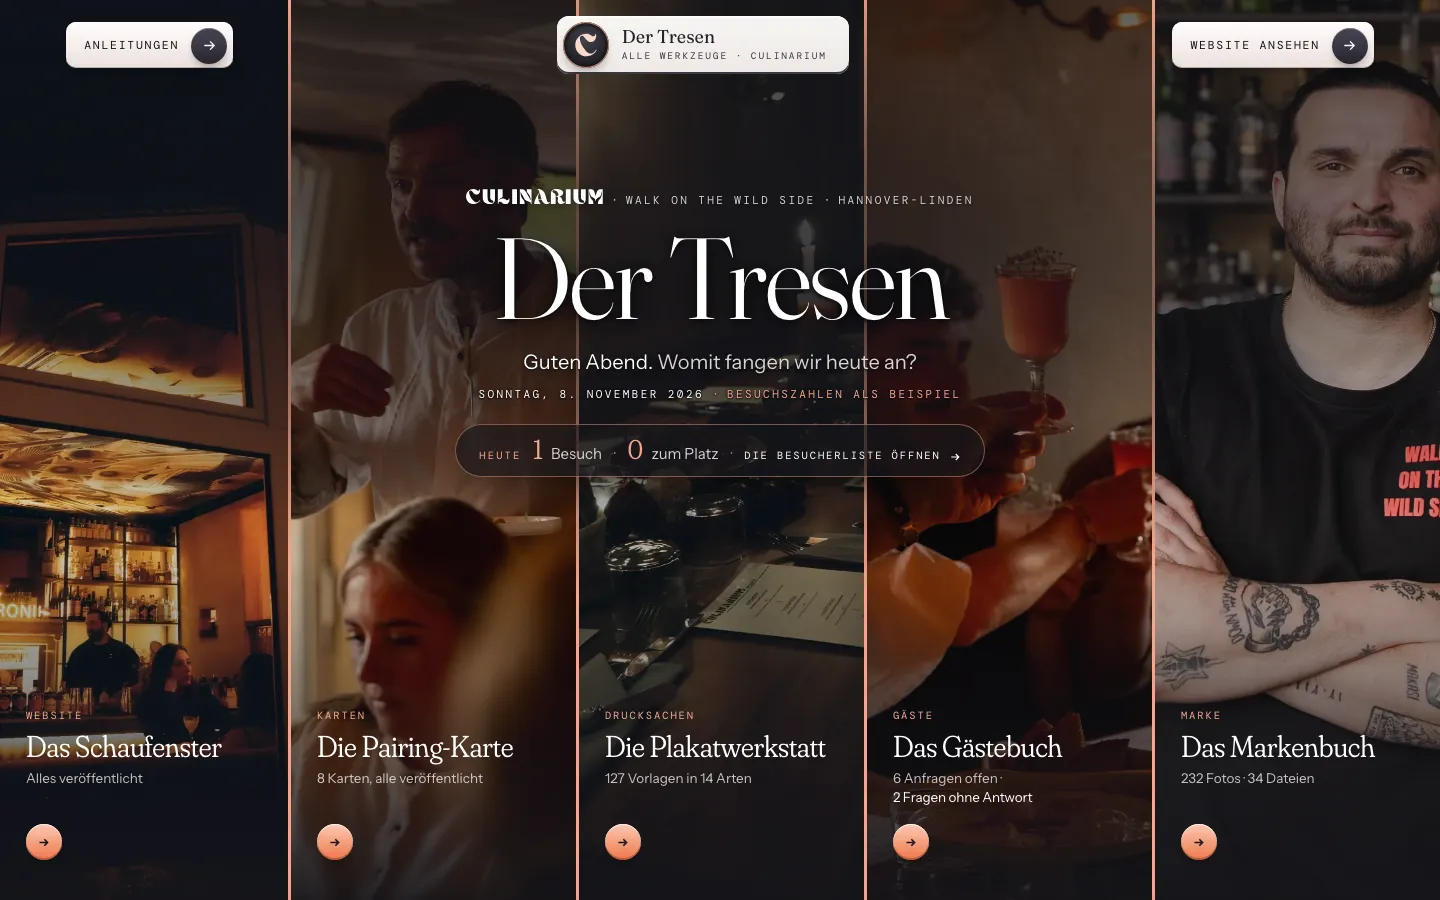 ANLEITUNGEN
Der Tresen
ALLE WERKZEUGE · CULINARIUM
WEBSITE ANSEHEN
CULINARIUM · WALK ON THE WILD SIDE · HANNOVER-LINDEN
Der Tresen
Guten Abend. Womit fangen wir heute an?
SONNTAG, 8. NOVEMBER 2026 · BESUCHSZAHLEN ALS BEISPIEL
HEUTE 1 Besuch · 0 zum Platz · DIE BESUCHERLISTE ÖFFNEN →
WEBSITE
Das Schaufenster
Alles veröffentlicht
KARTEN
Die Pairing-Karte
8 Karten, alle veröffentlicht
DRUCKSACHEN
Die Plakatwerkstatt
127 Vorlagen in 14 Arten
GÄSTE
Das Gästebuch
6 Anfragen offen ·
2 Fragen ohne Antwort
MARKE
Das Markenbuch
232 Fotos · 34 Dateien
ON
WILD